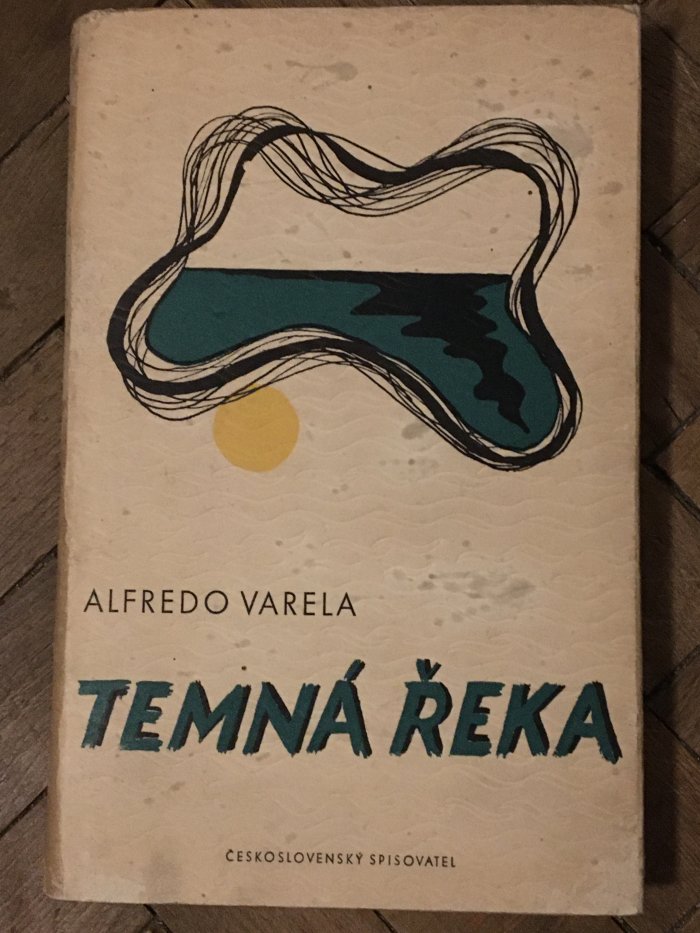 ALFREDO VARELA
TEMNÁ ŘEKA
ČESKOSLOVENSKÝ SPISOVATEL